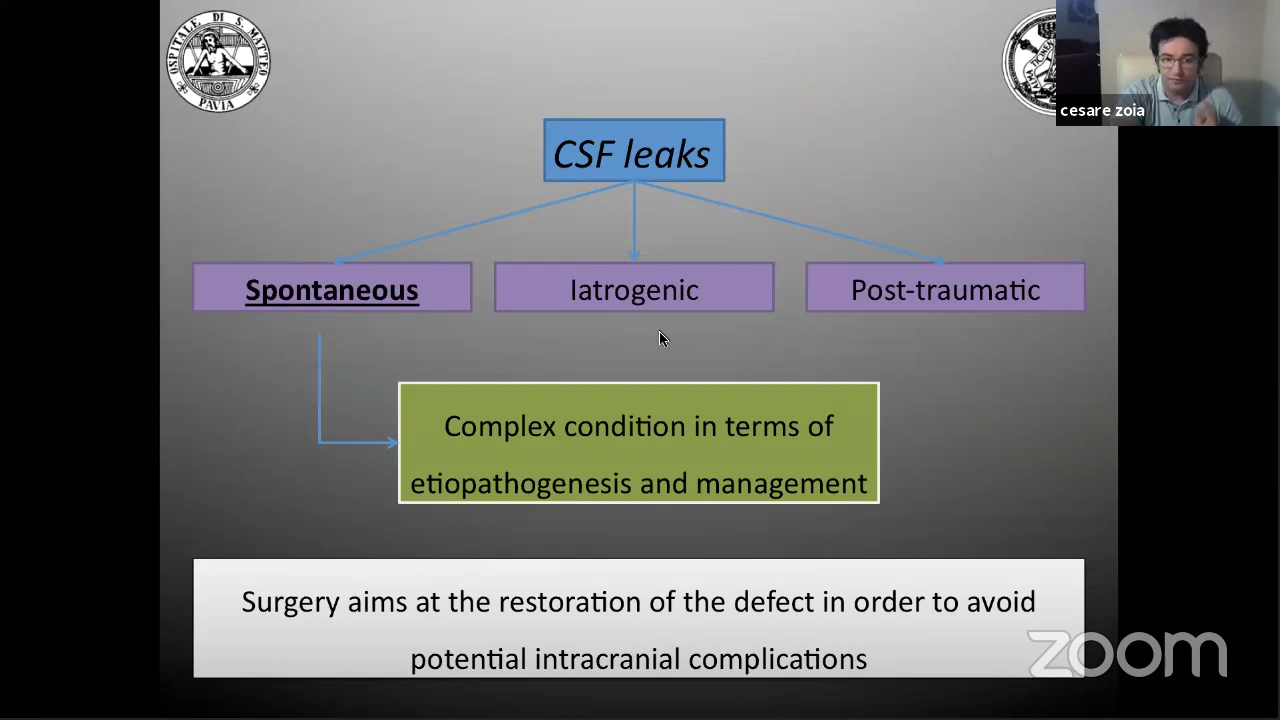 OSPITALE DI S. MATTEO
PAVIA
cesare zoia
CSF leaks
Spontaneous
Iatrogenic
Post-traumatic
Complex condition in terms of
etiopathogenesis and management
Surgery aims at the restoration of the defect in order to avoid
potential intracranial complications
zoom